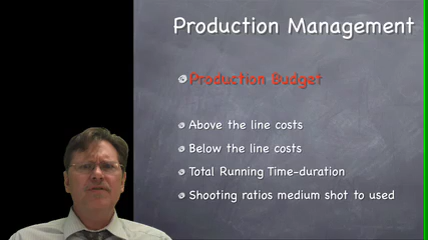 Production Management
Production Budget
Above the line costs
Below the line costs
Total Running Time-duration
Shooting ratios medium shot to used